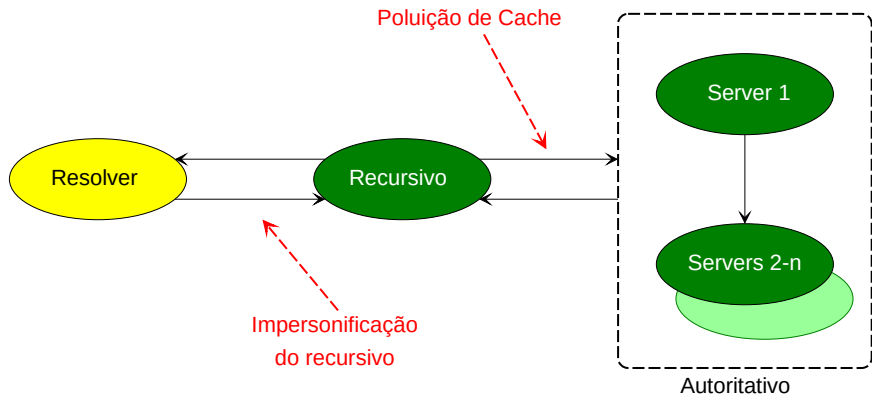 Poluição de Cache
Server 1
Resolver
Recursivo
Servers 2-n
Impersonificação
do recursivo
Autoritativo